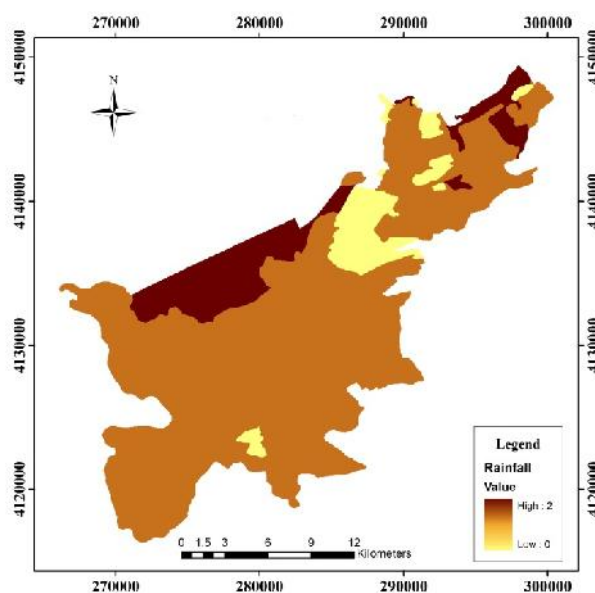 270000 280000 290000 300000
4150000 4150000
N
4140000 4140000
4130000 4130000
4120000 4120000
Legend
Rainfall
Value
High : 2
Low : 0
0 1.5 3 6 9 12
Kilometers
270000 280000 290000 300000